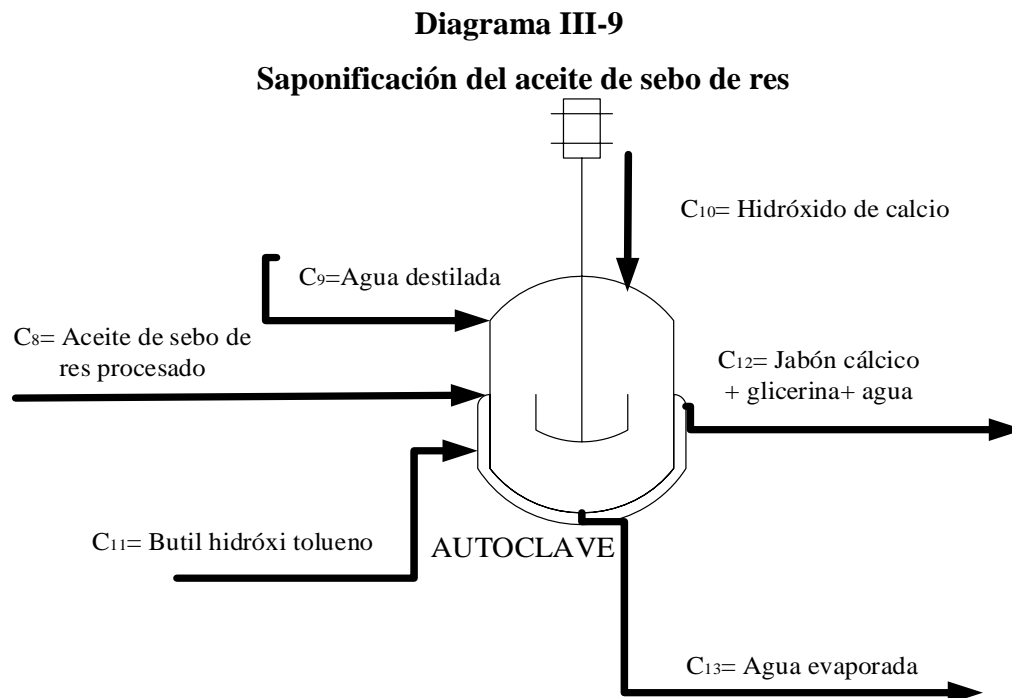 Diagrama III-9
Saponificación del aceite de sebo de res
C10= Hidróxido de calcio
C9=Agua destilada
C8= Aceite de sebo de
res procesado
C12= Jabón cálcico
+ glicerina+ agua
C11= Butil hidróxi tolueno
AUTOCLAVE
C13= Agua evaporada